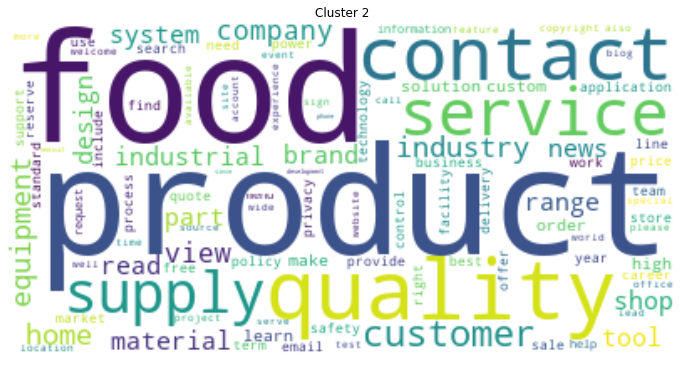 Cluster 2
more
use
welcome
system
search
company
need
power
event
information
feature
copyright
also
blog
food
contact
support
reserve
design
include
find
available
site
account
experience
sign
phone
technology
solution
custom
application
call
service
standard
industrial
brand
industry
news
line
price
since
development
business
work
equipment
request
process
quote
part
source
menu
wide
privacy
website
product
control
facility
delivery
range
order
team
special
store
please
time
view
world
well
read
free
policy
make
provide
best
offer
year
high
career
office
supply
quality
right
shop
market
project
serve
safety
customer
lead
home
material
learn
term
email
test
sale
help
tool
location